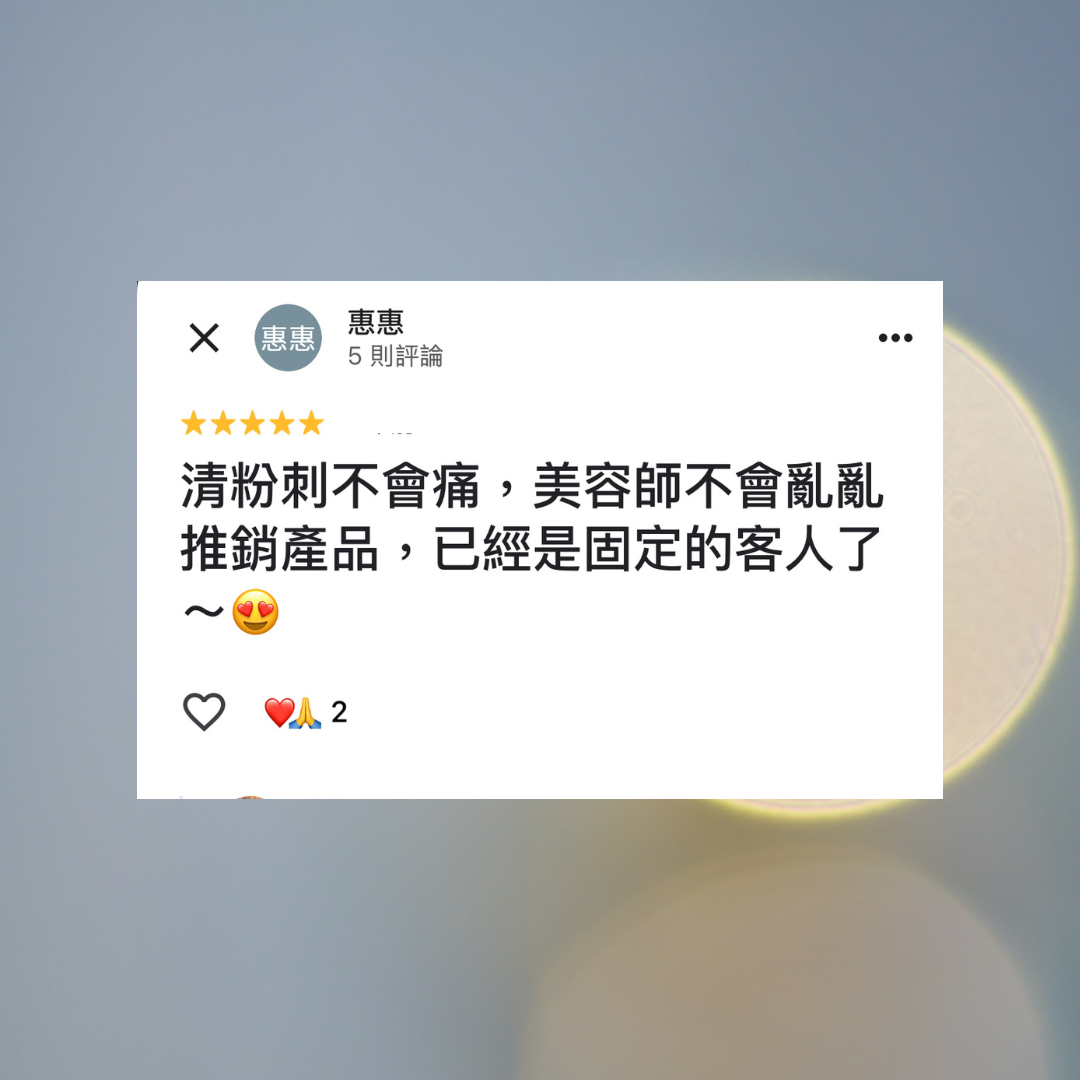 惠惠
惠惠
5 則評論
清粉刺不會痛，美容師不會亂亂
推銷產品，已經是固定的客人了
～😍
❤️🙏 2